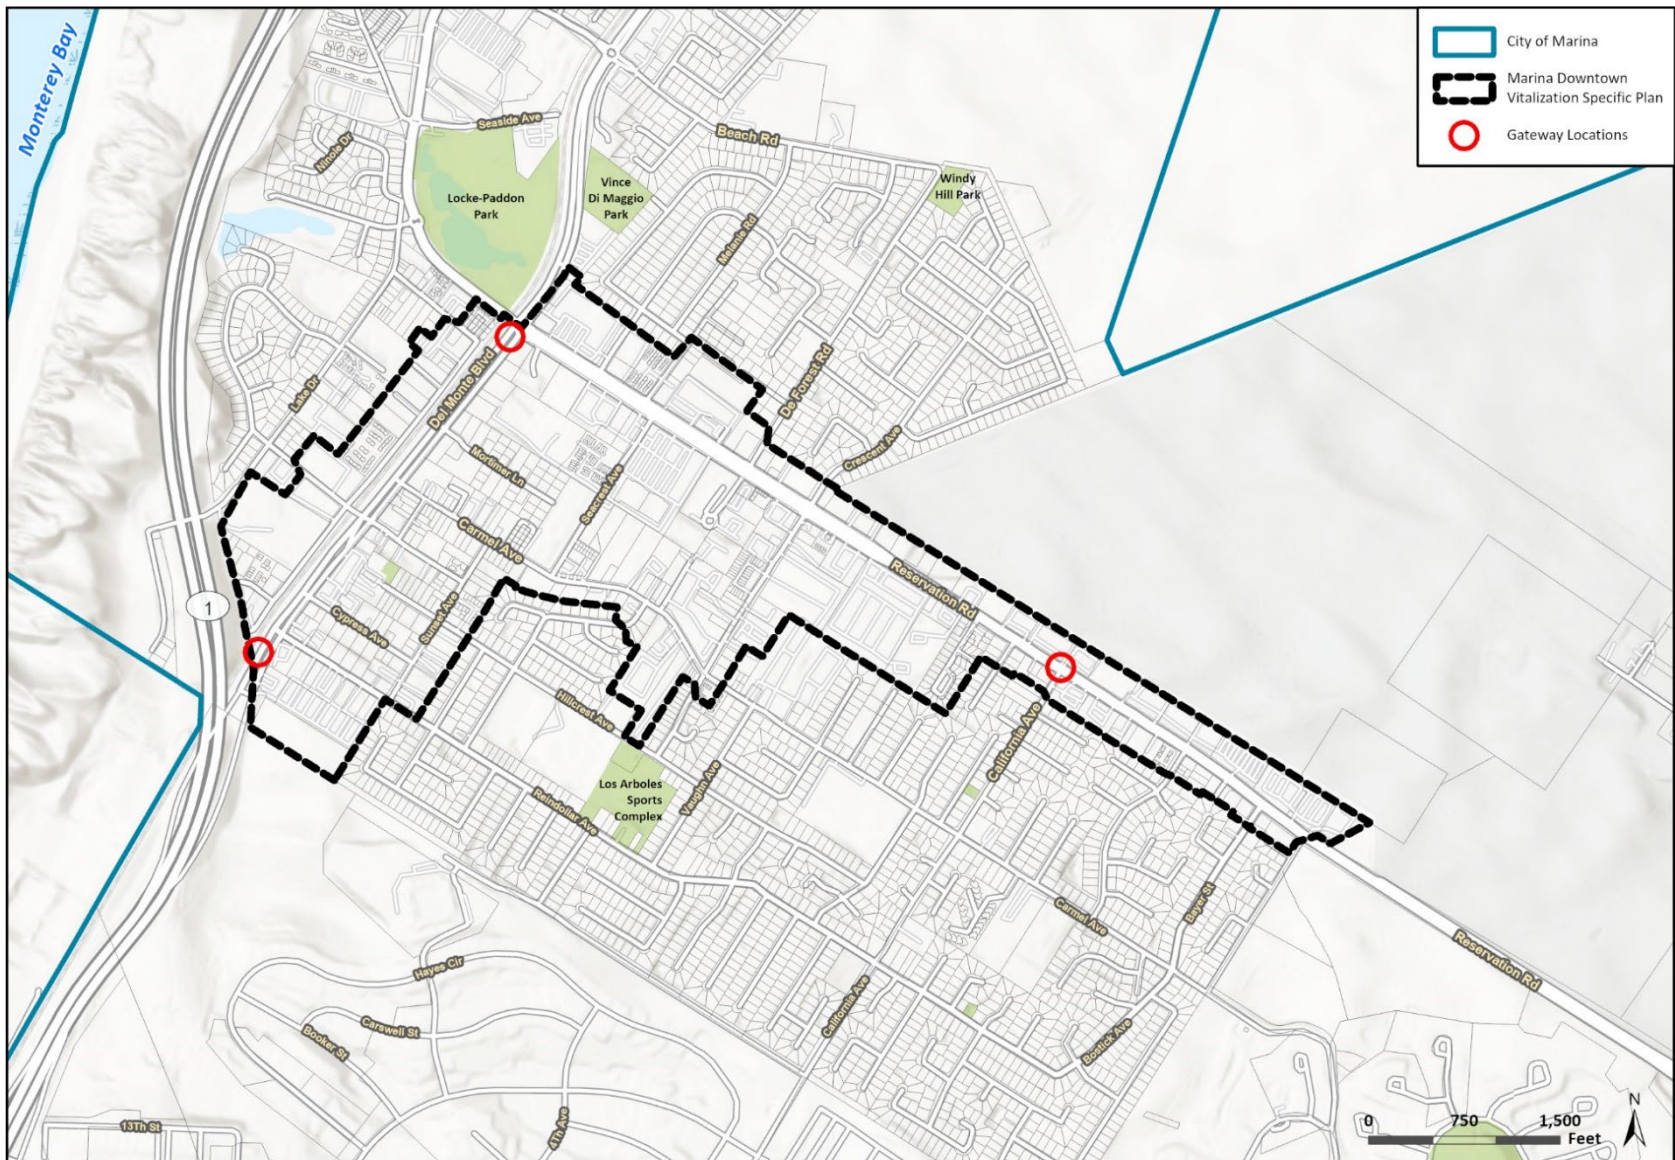 City of Marina
Marina Downtown
Vitalization Specific Plan
Gateway Locations
Monterey Bay
Seaside Ave
Beach Rd
Ninole Dr
Locke-Paddon
Park
Vince
Di Maggio
Park
Windy
Hill Park
Melanie Rd
Del Monte Blvd
De Forest Rd
Lake Dr
Crescent Ave
Mortimer Ln
Seacrest Ave
Carmel Ave
Reservation Rd
1
Cypress Ave
Sunset Ave
Hillcrest Ave
California Ave
Los Arboles
Sports
Complex
Vaughn Ave
Reindollar Ave
Carmel Ave
Bayer St
Reservation Rd
Hayes Cir
California Ave
Carswell St
Booker St
Bostick Ave
13Th St
4Th Ave
0 750 1,500
Feet
N